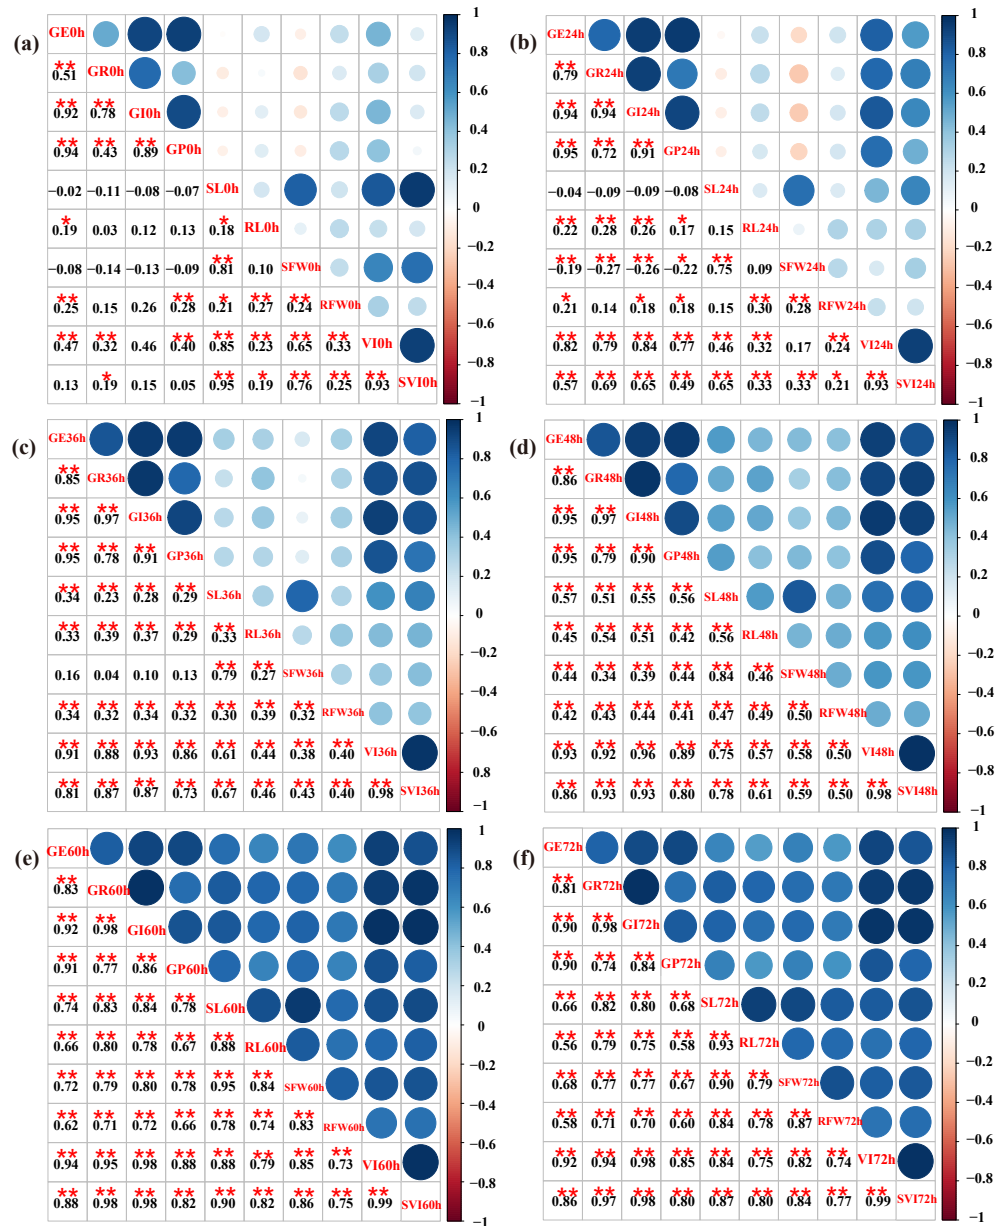 (a)
GE0h
**
0.51 GR0h
** **
0.92 0.78 GI0h
** ** **
0.94 0.43 0.89 GP0h
−0.02 −0.11 −0.08 −0.07 SL0h
* *
0.19 0.03 0.12 0.13 0.18 RL0h
**
−0.08 −0.14 −0.13 −0.09 0.81 0.10 SFW0h
** ** * ** **
0.25 0.15 0.26 0.28 0.21 0.27 0.24 RFW0h
** ** ** ** ** ** **
0.47 0.32 0.46 0.40 0.85 0.23 0.65 0.33 VI0h
* ** * ** ** **
0.13 0.19 0.15 0.05 0.95 0.19 0.76 0.25 0.93 SVI0h
1
0.8
0.6
0.4
0.2
0
−0.2
−0.4
−0.6
−0.8
−1
(b)
GE24h
**
0.79 GR24h
** **
0.94 0.94 GI24h
** ** **
0.95 0.72 0.91 GP24h
−0.04 −0.09 −0.09 −0.08 SL24h
** ** ** *
0.22 0.28 0.26 0.17 0.15 RL24h
** ** ** * **
−0.19 −0.27 −0.26 −0.22 0.75 0.09 SFW24h
* * * ** **
0.21 0.14 0.18 0.18 0.15 0.30 0.28 RFW24h
** ** ** ** ** ** **
0.82 0.79 0.84 0.77 0.46 0.32 0.17 0.24 VI24h
** ** ** ** ** ** ** * **
0.57 0.69 0.65 0.49 0.65 0.33 0.33 0.21 0.93 SVI24h
1
0.8
0.6
0.4
0.2
0
−0.2
−0.4
−0.6
−0.8
−1
(c)
GE36h
**
0.85 GR36h
** **
0.95 0.97 GI36h
** ** **
0.95 0.78 0.91 GP36h
** ** ** **
0.34 0.23 0.28 0.29 SL36h
** ** ** ** **
0.33 0.39 0.37 0.29 0.33 RL36h
** **
0.16 0.04 0.10 0.13 0.79 0.27 SFW36h
** ** ** ** ** ** **
0.34 0.32 0.34 0.32 0.30 0.39 0.32 RFW36h
** ** ** ** ** ** ** **
0.91 0.88 0.93 0.86 0.61 0.44 0.38 0.40 VI36h
** ** ** ** ** ** ** ** **
0.81 0.87 0.87 0.73 0.67 0.46 0.43 0.40 0.98 SVI36h
1
0.8
0.6
0.4
0.2
0
−0.2
−0.4
−0.6
−0.8
−1
(d)
GE48h
**
0.86 GR48h
** **
0.95 0.97 GI48h
** ** **
0.95 0.79 0.90 GP48h
** ** ** **
0.57 0.51 0.55 0.56 SL48h
** ** ** ** **
0.45 0.54 0.51 0.42 0.56 RL48h
** ** ** ** ** **
0.44 0.34 0.39 0.44 0.84 0.46 SFW48h
** ** ** ** ** ** **
0.42 0.43 0.44 0.41 0.47 0.49 0.50 RFW48h
** ** ** ** ** ** ** **
0.93 0.92 0.96 0.89 0.75 0.57 0.58 0.50 VI48h
** ** ** ** ** ** ** ** **
0.86 0.93 0.93 0.80 0.78 0.61 0.59 0.50 0.98 SVI48h
1
0.8
0.6
0.4
0.2
0
−0.2
−0.4
−0.6
−0.8
−1
(e)
GE60h
**
0.83 GR60h
** **
0.92 0.98 GI60h
** ** **
0.91 0.77 0.86 GP60h
** ** ** **
0.74 0.83 0.84 0.78 SL60h
** ** ** ** **
0.66 0.80 0.78 0.67 0.88 RL60h
** ** ** ** ** **
0.72 0.79 0.80 0.78 0.95 0.84 SFW60h
** ** ** ** ** ** **
0.62 0.71 0.72 0.66 0.78 0.74 0.83 RFW60h
** ** ** ** ** ** ** **
0.94 0.95 0.98 0.88 0.88 0.79 0.85 0.73 VI60h
** ** ** ** ** ** ** ** **
0.88 0.98 0.98 0.82 0.90 0.82 0.86 0.75 0.99 SVI60h
1
0.8
0.6
0.4
0.2
0
−0.2
−0.4
−0.6
−0.8
−1
(f)
GE72h
**
0.81 GR72h
** **
0.90 0.98 GI72h
** ** **
0.90 0.74 0.84 GP72h
** ** ** **
0.66 0.82 0.80 0.68 SL72h
** ** ** ** **
0.56 0.79 0.75 0.58 0.93 RL72h
** ** ** ** ** **
0.68 0.77 0.77 0.67 0.90 0.79 SFW72h
** ** ** ** ** ** **
0.58 0.71 0.70 0.60 0.84 0.78 0.87 RFW72h
** ** ** ** ** ** ** **
0.92 0.94 0.98 0.85 0.84 0.75 0.82 0.74 VI72h
** ** ** ** ** ** ** ** **
0.86 0.97 0.98 0.80 0.87 0.80 0.84 0.77 0.99 SVI72h
1
0.8
0.6
0.4
0.2
0
−0.2
−0.4
−0.6
−0.8
−1